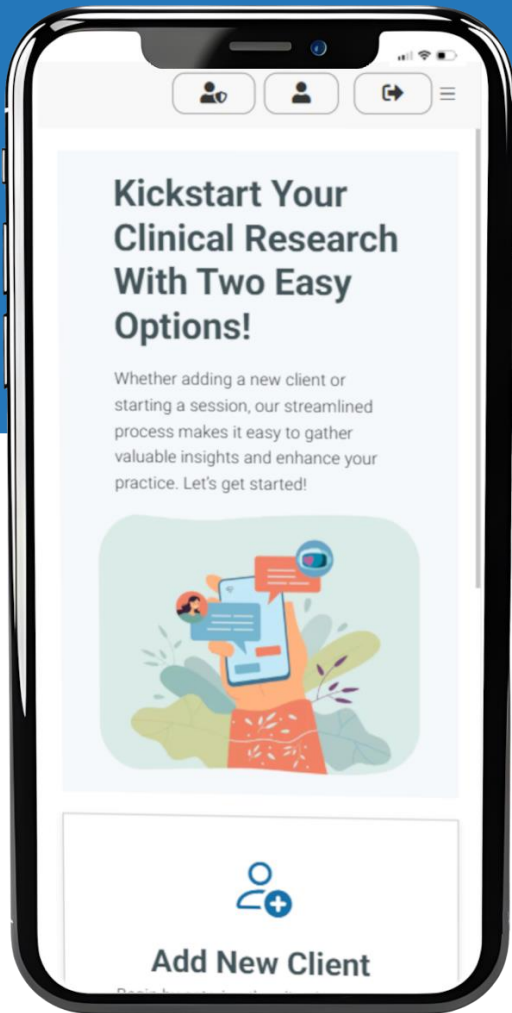 Kickstart Your
Clinical Research
With Two Easy
Options!
Whether adding a new client or
starting a session, our streamlined
process makes it easy to gather
valuable insights and enhance your
practice. Let's get started!
Add New Client